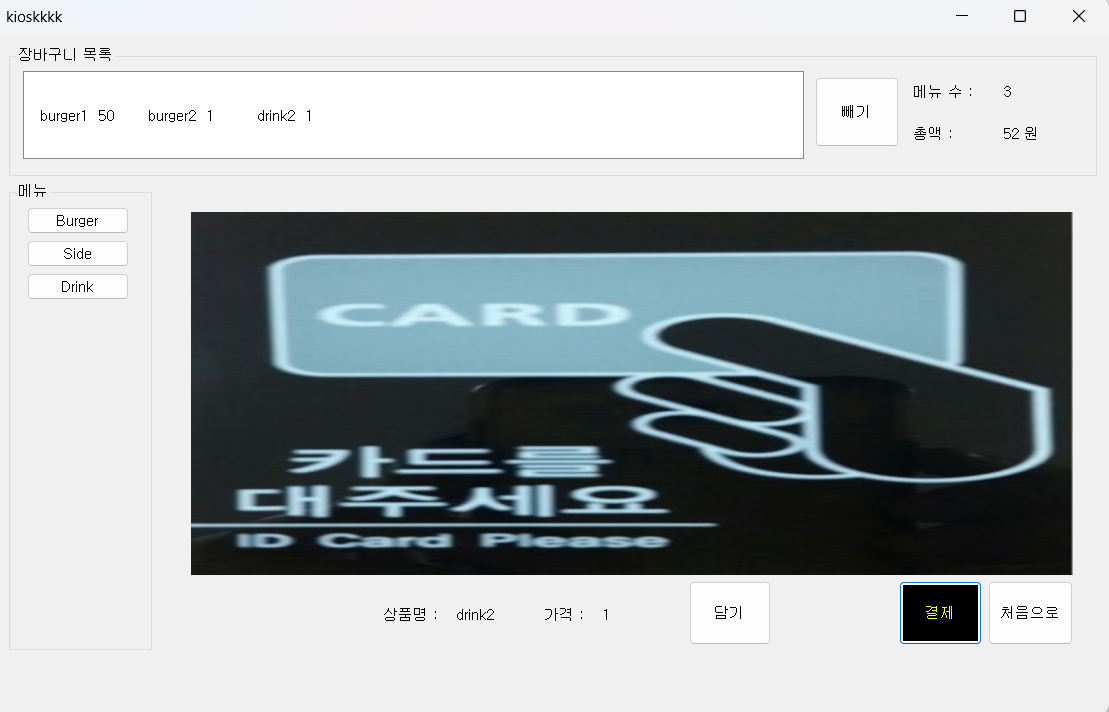 kioskkkk
장바구니 목록
burger1 50 burger2 1 drink2 1
빼기
메뉴 수 : 3
총액 : 52 원
메뉴
Burger
Side
Drink
CARD
카드를
대주세요
ID Card Please
상품명 : drink2 가격 : 1
담기
결제
처음으로